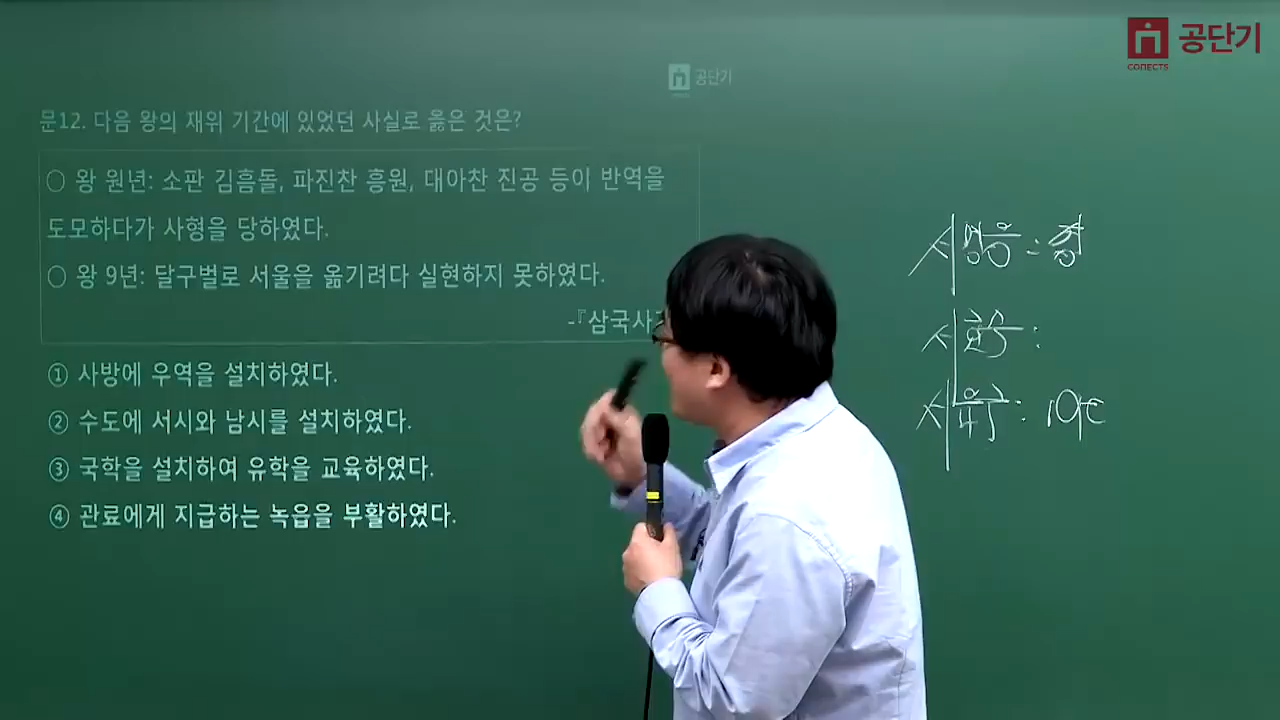 공단기
CONECTS
공단기
문12. 다음 왕의 재위 기간에 있었던 사실로 옳은 것은?
○ 왕 원년: 소판 김흠돌, 파진찬 흥원, 대아찬 진공 등이 반역을
도모하다가 사형을 당하였다.
○ 왕 9년: 달구벌로 서울을 옮기려다 실현하지 못하였다.
-『삼국사
① 사방에 우역을 설치하였다.
② 수도에 서시와 남시를 설치하였다.
③ 국학을 설치하여 유학을 교육하였다.
④ 관료에게 지급하는 녹읍을 부활하였다.